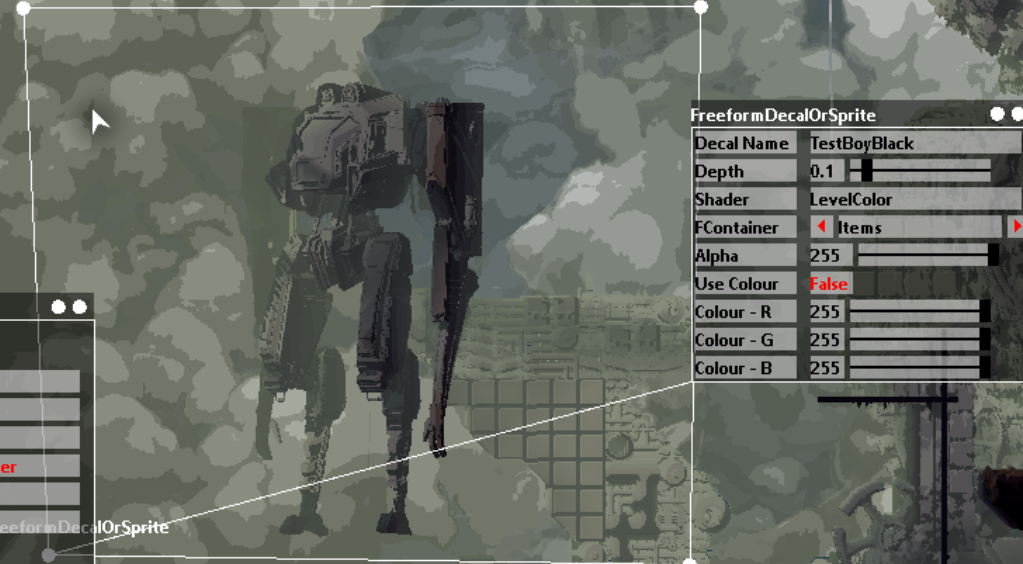 FreeformDecalOrSprite
Decal Name TestBoyBlack
Depth 0.1
Shader LevelColor
FContainer Items
Alpha 255
Use Colour False
Colour - R 255
Colour - G 255
Colour - B 255
er
reeformDecalOrSprite